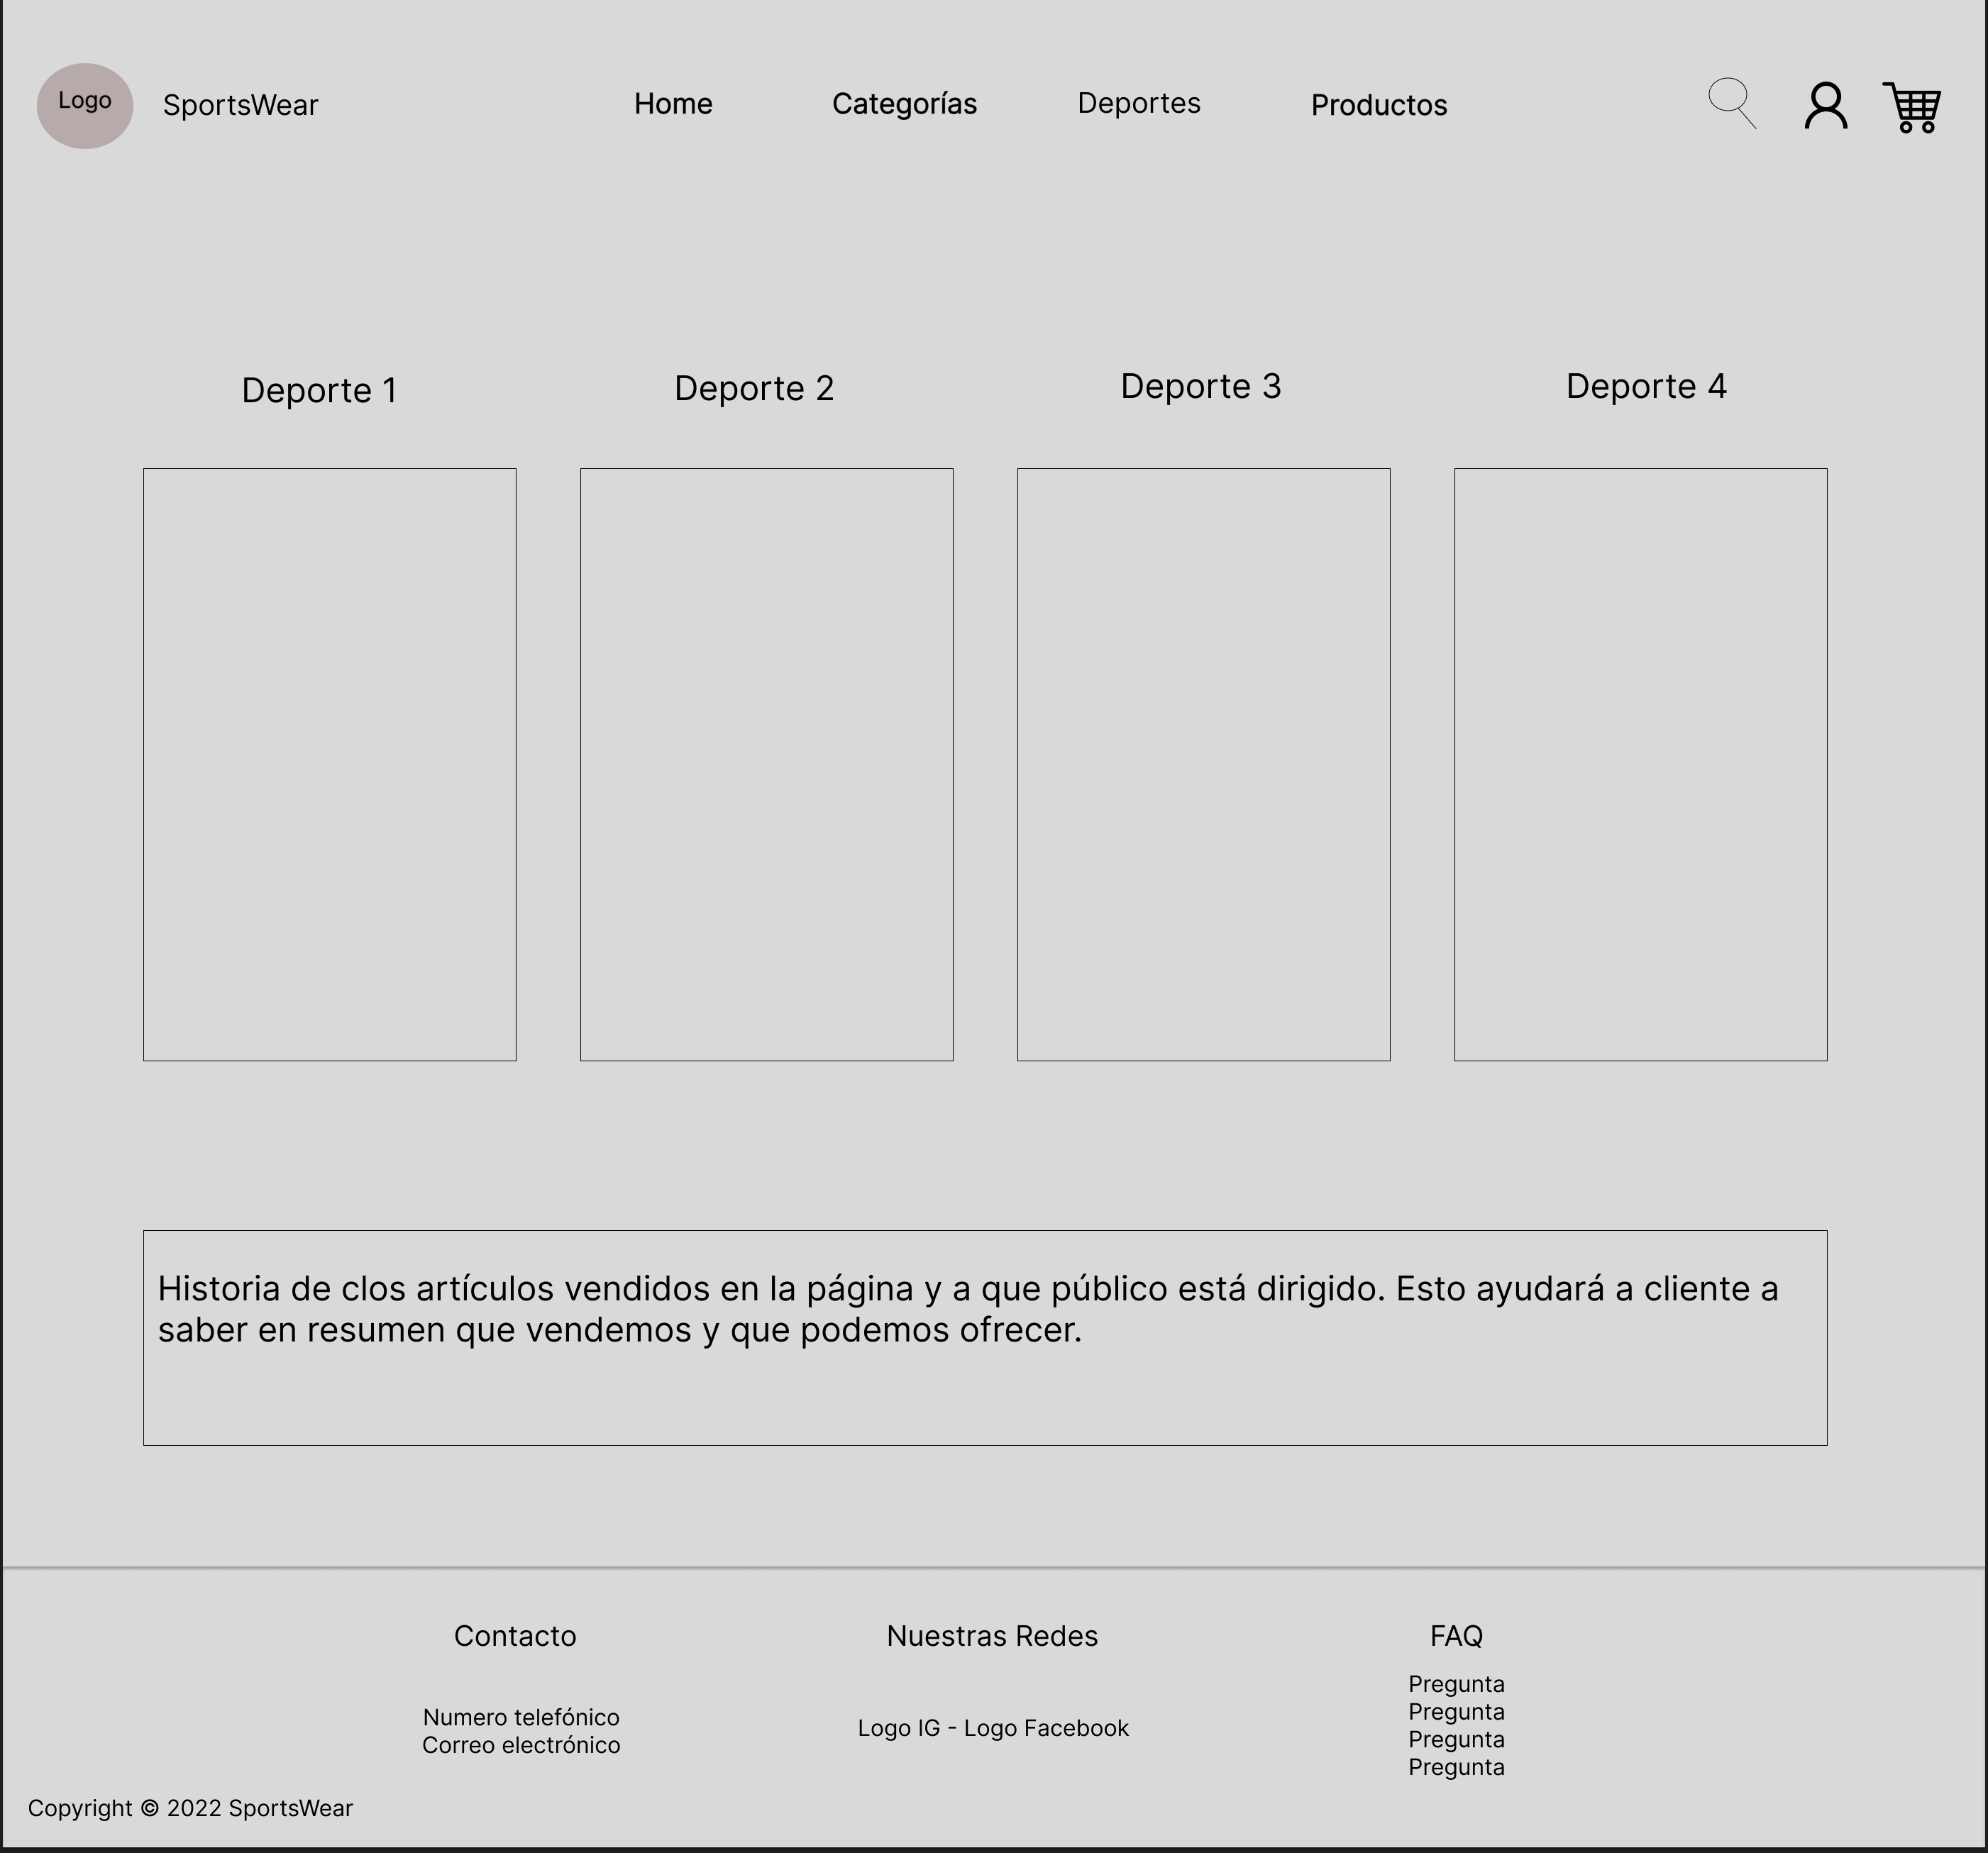 Logo
SportsWear
Home
Categorías
Deportes
Productos
Deporte 1
Deporte 2
Deporte 3
Deporte 4
Historia de clos artículos vendidos en la página y a que público está dirigido. Esto ayudará a cliente a
saber en resumen que vendemos y que podemos ofrecer.
Contacto
Numero telefónico
Correo electrónico
Nuestras Redes
Logo IG - Logo Facebook
FAQ
Pregunta
Pregunta
Pregunta
Pregunta
Copyright © 2022 SportsWear